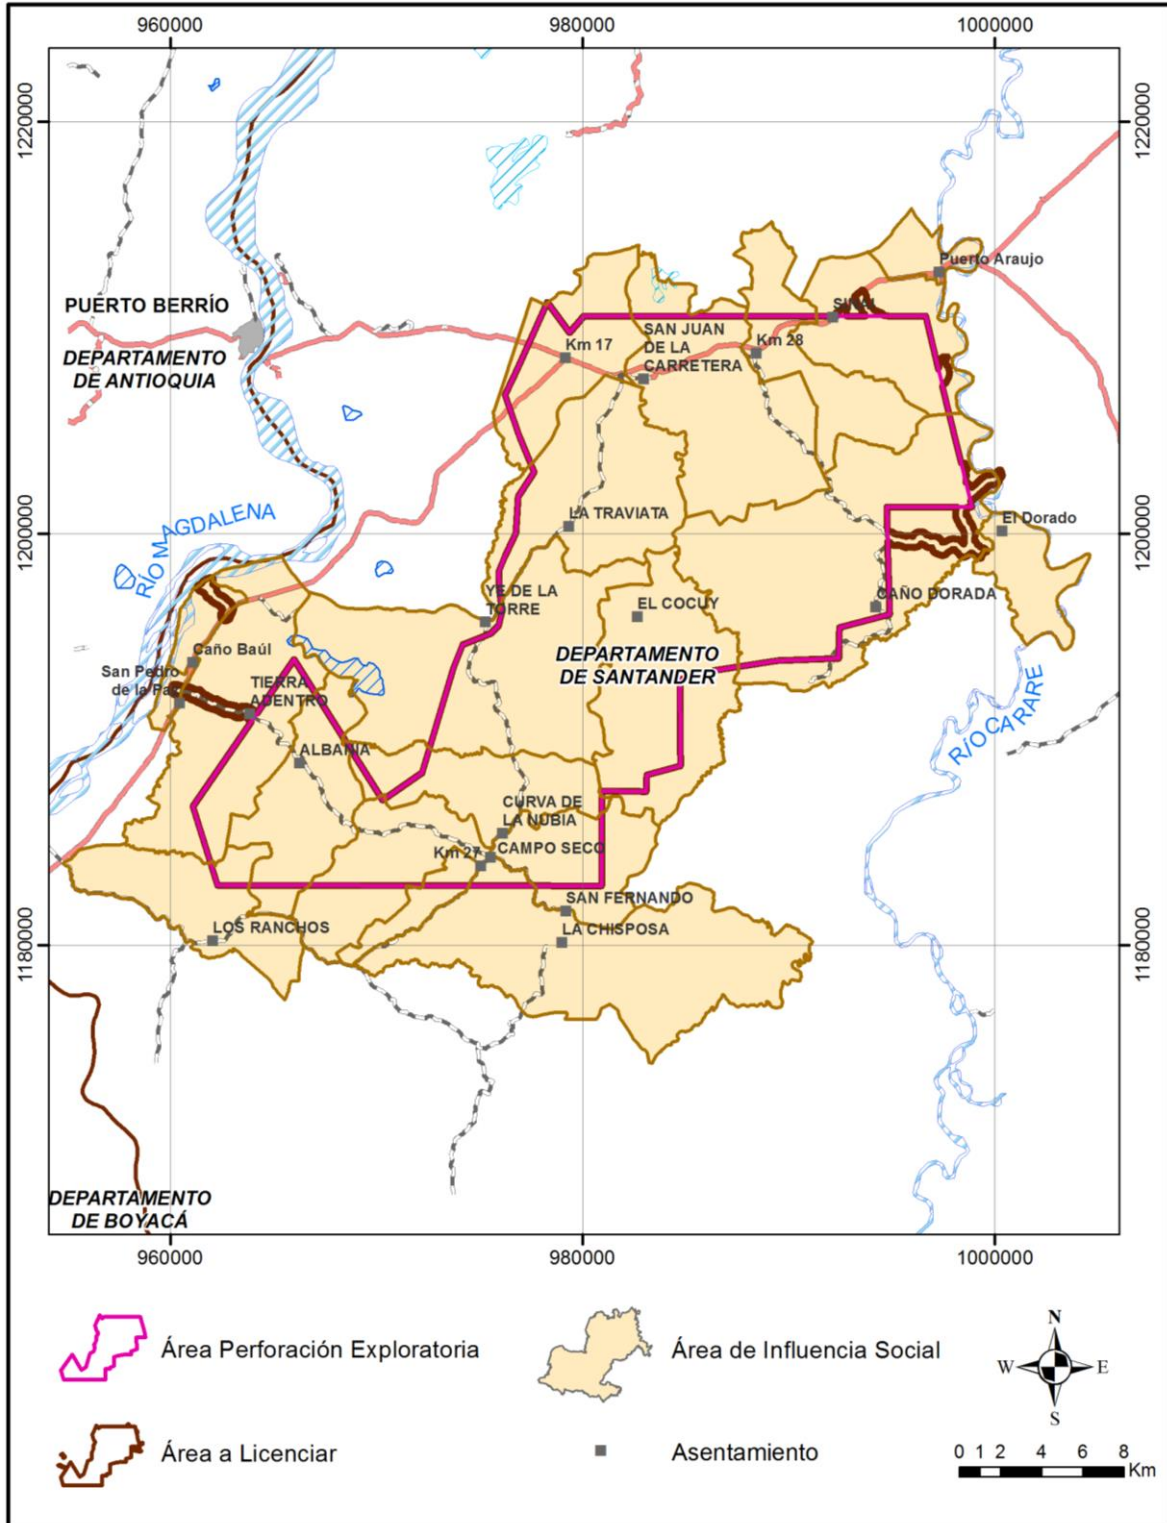 960000
980000
1000000
1220000
1220000
Puerto Araujo
PUERTO BERRÍO
SINAI
SAN JUAN
DE LA
CARRETERA
Km 17
Km 28
DEPARTAMENTO
DE ANTIOQUIA
RÍO MAGDALENA
LA TRAVIATA
El Dorado
1200000
1200000
YE DE LA
TORRE
EL COCUY
CAÑO DORADA
Caño Baúl
San Pedro
de la Paz
TIERRA
ADENTRO
DEPARTAMENTO
DE SANTANDER
RÍO CARARE
ALBANIA
CURVA DE
LA NUBIA
CAMPO SECO
Km 27
SAN FERNANDO
LOS RANCHOS
LA CHISPOSA
1180000
1180000
DEPARTAMENTO
DE BOYACÁ
960000
980000
1000000
Área Perforación Exploratoria
Área de Influencia Social
N
W
E
S
Área a Licenciar
Asentamiento
0 1 2 4 6 8
Km